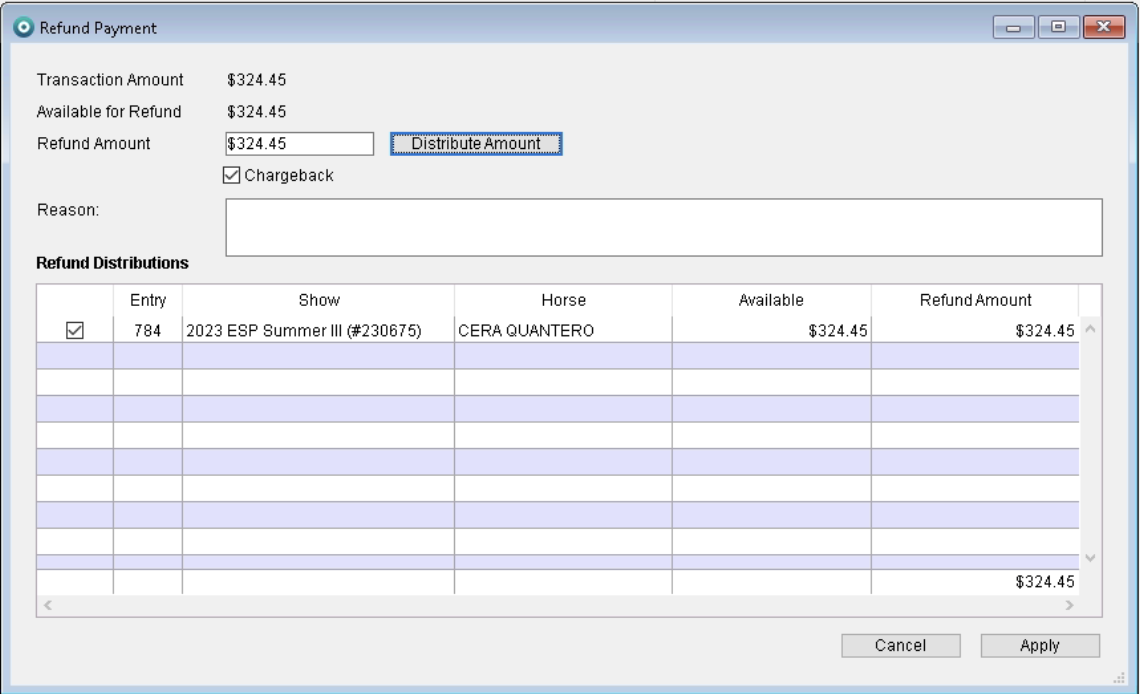 Refund Payment
Transaction Amount $324.45
Available for Refund $324.45
Refund Amount $324.45 Distribute Amount
Chargeback
Reason:
Refund Distributions
Entry Show Horse Available Refund Amount
784 2023 ESP Summer III (#230675) CERA QUANTERO $324.45 $324.45
$324.45
Cancel Apply